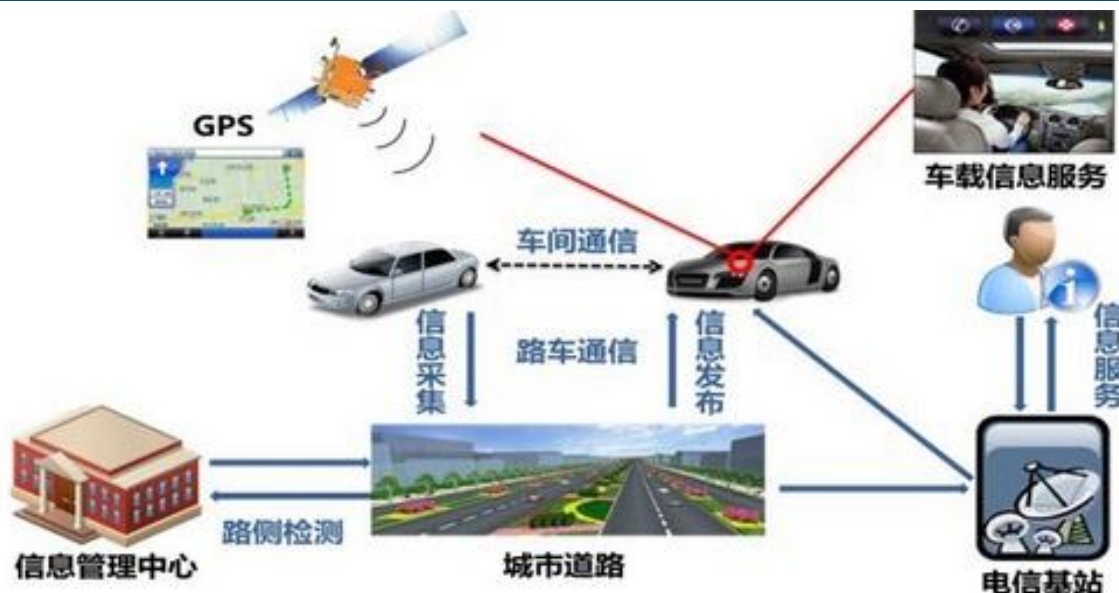 GPS
车载信息服务
车间通信
信息采集
路车通信
信息发布
信息服务
路侧检测
信息管理中心
城市道路
电信基站